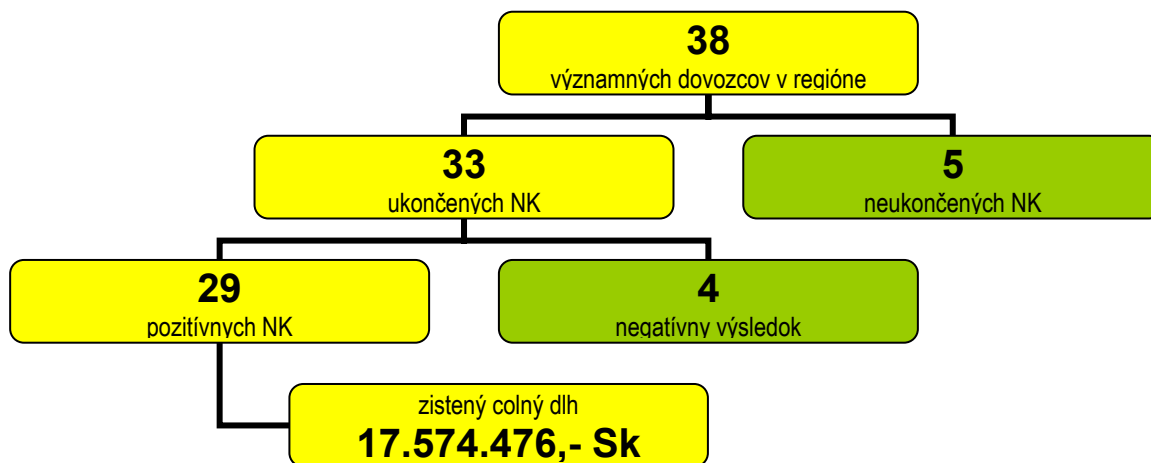 38
významných dovozcov v regióne
33
ukončených NK
5
neukončených NK
29
pozitívnych NK
4
negatívny výsledok
zistený colný dlh
17.574.476,- Sk